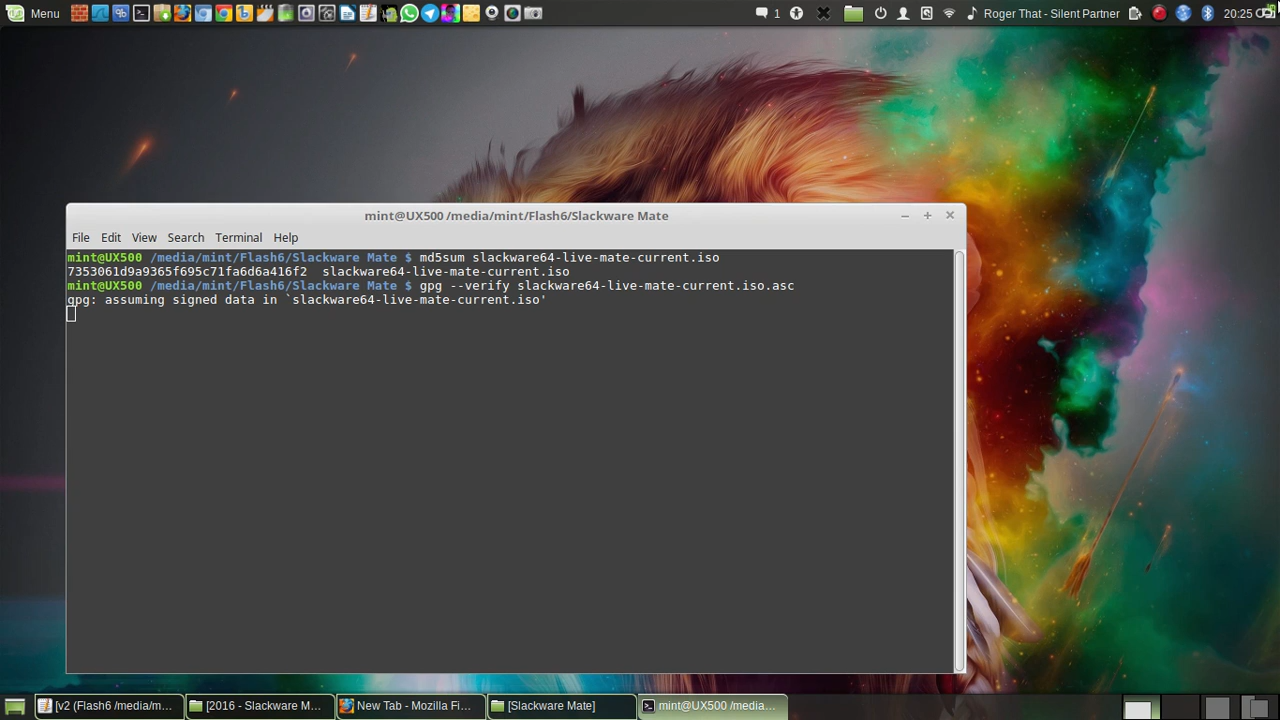 Menu
1
Roger That - Silent Partner
20:25
mint@UX500 /media/mint/Flash6/Slackware Mate
File Edit View Search Terminal Help
mint@UX500 /media/mint/Flash6/Slackware Mate $ md5sum slackware64-live-mate-current.iso
7353061d9a9365f695c71fa6d6a416f2  slackware64-live-mate-current.iso
mint@UX500 /media/mint/Flash6/Slackware Mate $ gpg --verify slackware64-live-mate-current.iso.asc
gpg: assuming signed data in `slackware64-live-mate-current.iso'
[v2 (Flash6 /media/m...
[2016 - Slackware M...
New Tab - Mozilla Fi...
[Slackware Mate]
mint@UX500 /media...